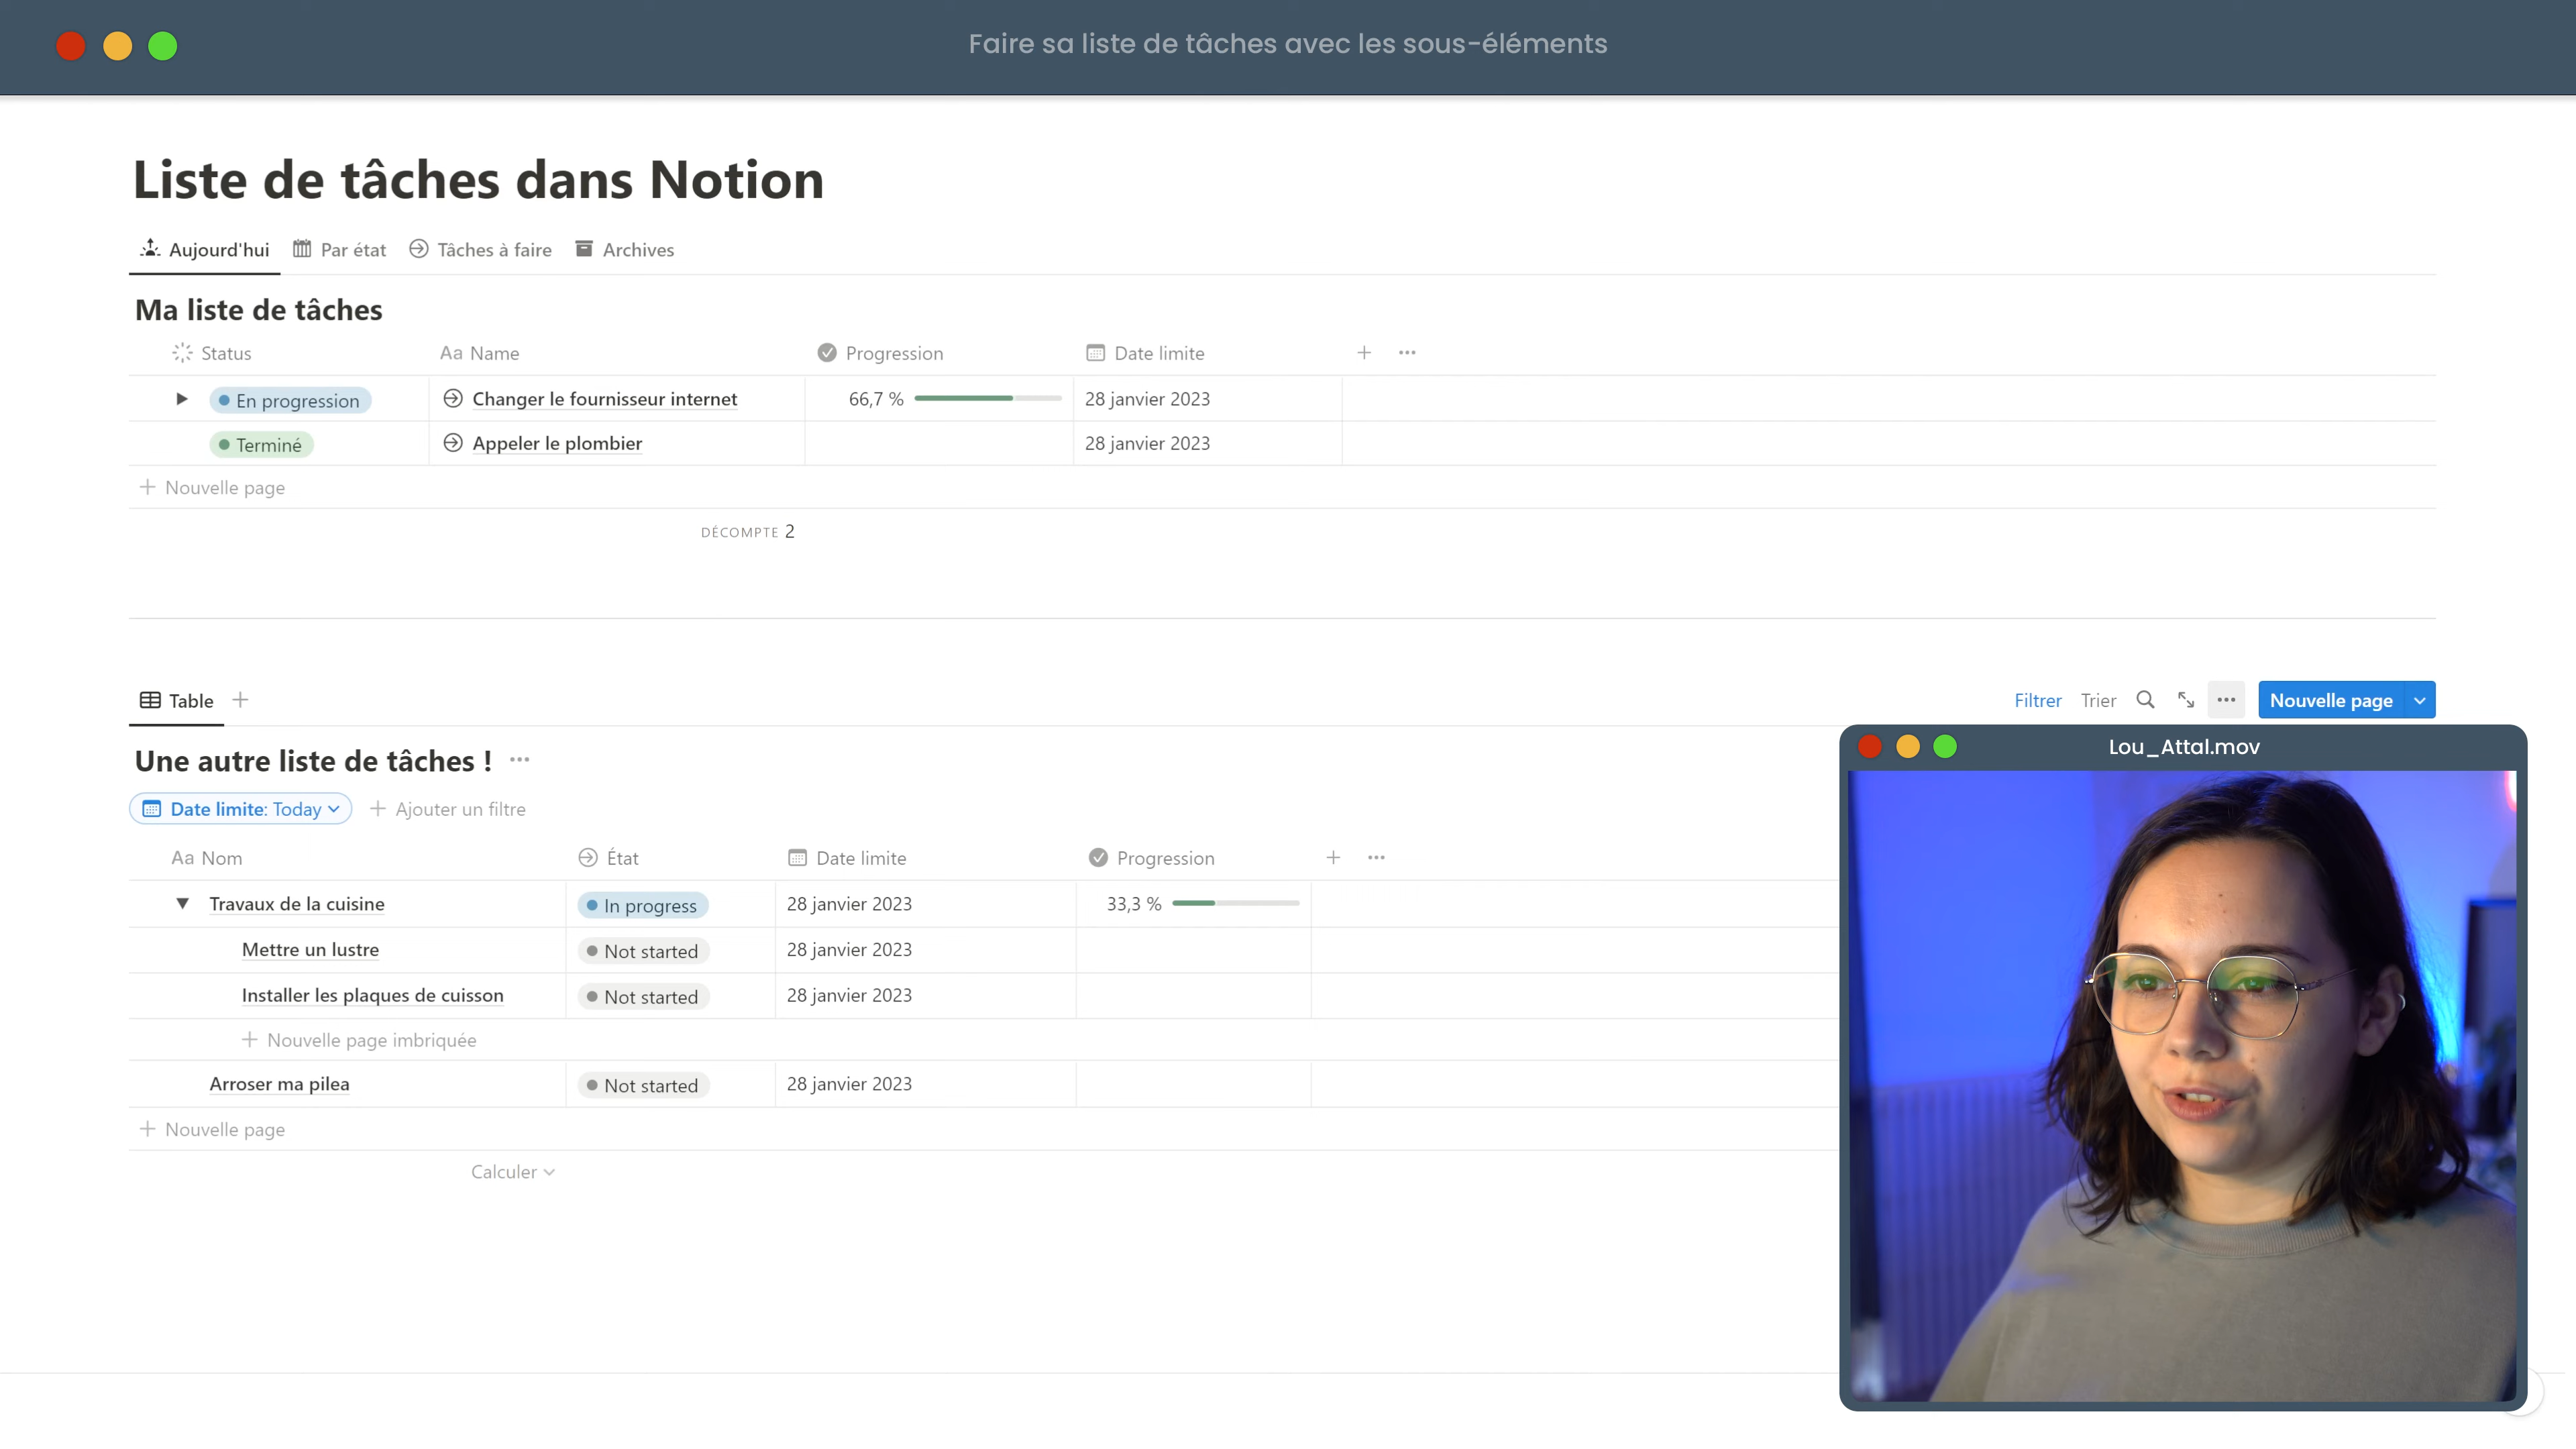 Faire sa liste de tâches avec les sous-éléments
Liste de tâches dans Notion
Aujourd'hui Par état Tâches à faire Archives
Ma liste de tâches
Status Aa Name Progression Date limite
En progression Changer le fournisseur internet 66,7 % 28 janvier 2023
Terminé Appeler le plombier 28 janvier 2023
+ Nouvelle page
DÉCOMPTE 2
Table + Filtrer Trier Nouvelle page
Lou_Attal.mov
Une autre liste de tâches !
Date limite: Today + Ajouter un filtre
Aa Nom État Date limite Progression
Travaux de la cuisine In progress 28 janvier 2023 33,3 %
Mettre un lustre Not started 28 janvier 2023
Installer les plaques de cuisson Not started 28 janvier 2023
+ Nouvelle page imbriquée
Arroser ma pilea Not started 28 janvier 2023
+ Nouvelle page
Calculer